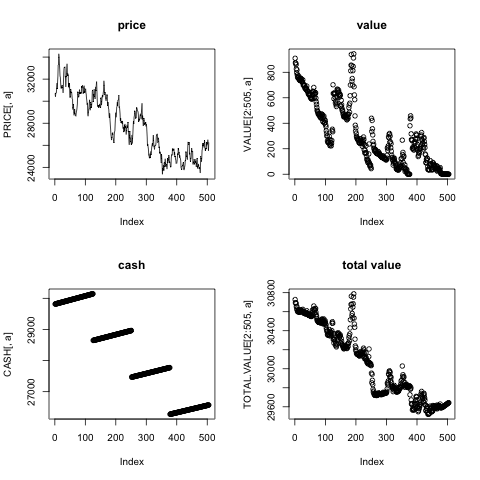 price
PRICE[, a]
24000 28000 32000
0 100 200 300 400 500
Index
value
VALUE[2:505, a]
0 200 400 600 800
0 100 200 300 400 500
Index
cash
CASH[, a]
27000 29000
0 100 200 300 400 500
Index
total value
TOTAL.VALUE[2:505, a]
29600 30000 30400 30800
0 100 200 300 400 500
Index